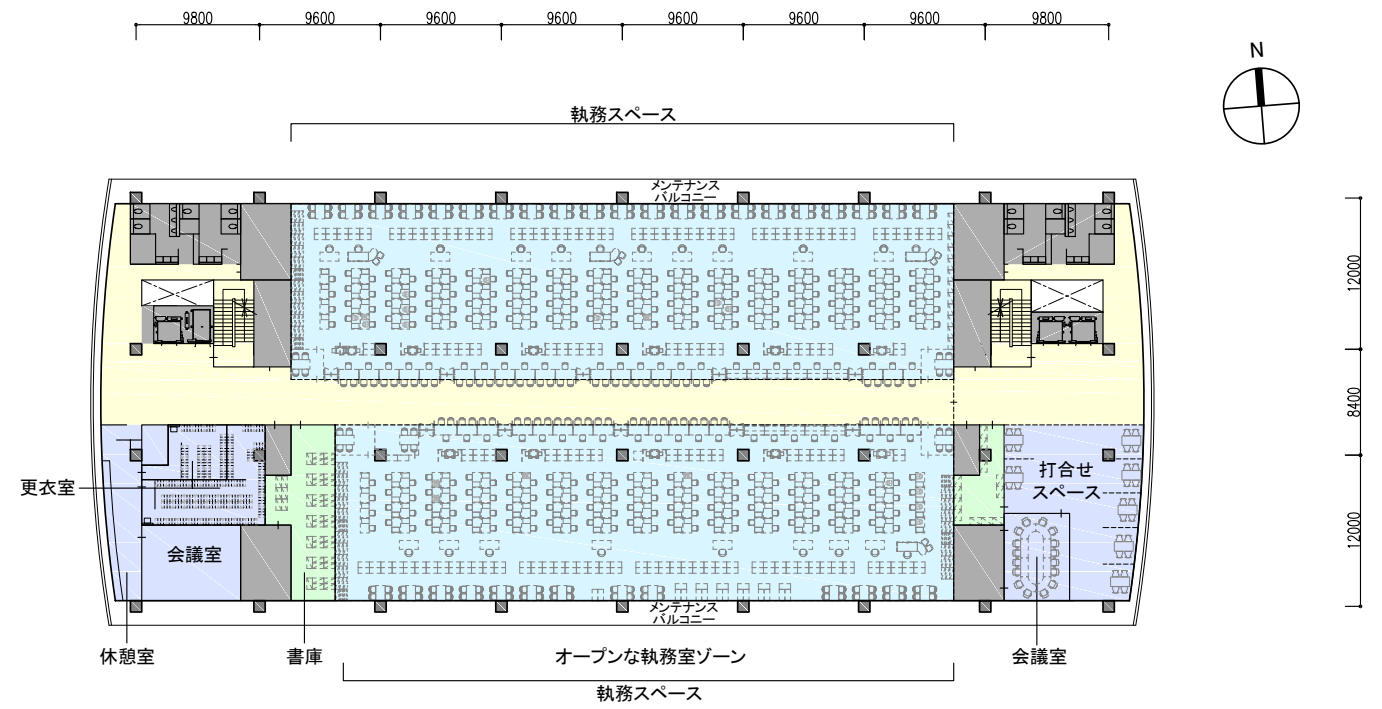 9800 9600 9600 9600 9600 9600 9600 9800
N
執務スペース
メンテナンス
バルコニー
12000
8400
12000
打合せ
スペース
更衣室
会議室
メンテナンス
バルコニー
休憩室 書庫 オープンな執務室ゾーン 会議室
執務スペース